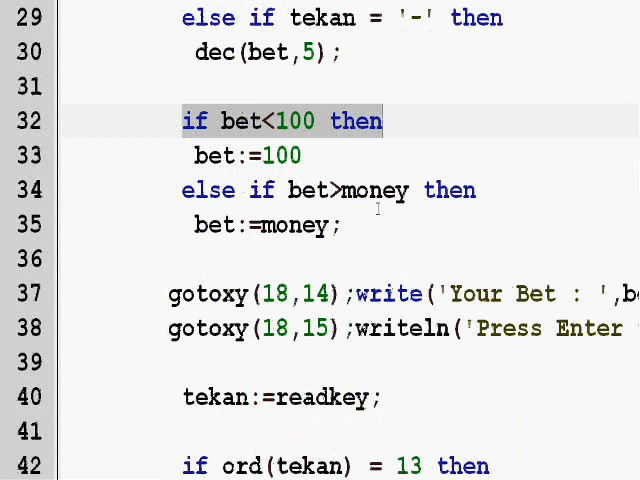 29 else if tekan = '-' then
30 dec(bet,5);
31
32 if bet<100 then
33 bet:=100
34 else if bet>money then
35 bet:=money;
36
37 gotoxy(18,14);write('Your Bet : ',be
38 gotoxy(18,15);writeln('Press Enter
39
40 tekan:=readkey;
41
42 if ord(tekan) = 13 then